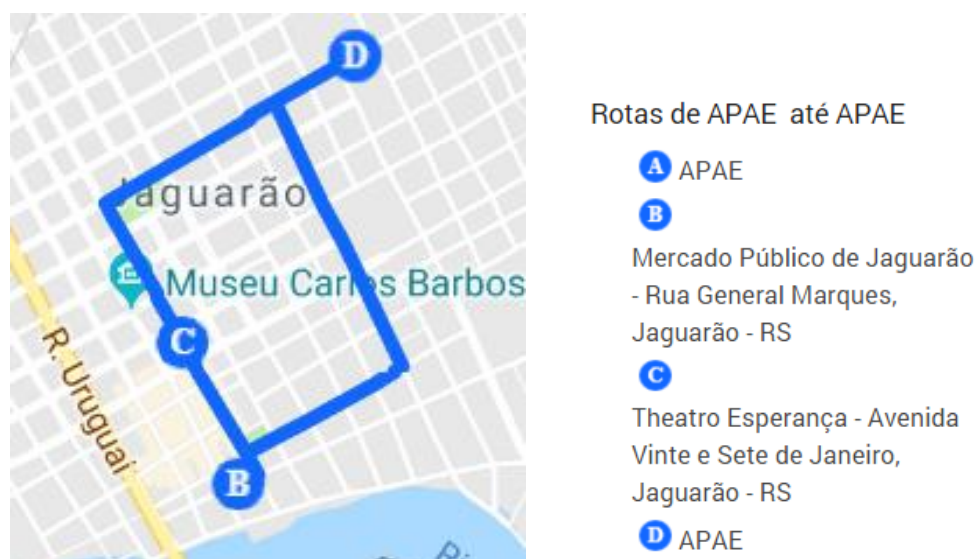 D
Jaguarão
Museu Carlos Barbos
C
R. Uruguai
B
Rotas de APAE até APAE
A APAE
B
Mercado Público de Jaguarão
- Rua General Marques,
Jaguarão - RS
C
Theatro Esperança - Avenida
Vinte e Sete de Janeiro,
Jaguarão - RS
D APAE